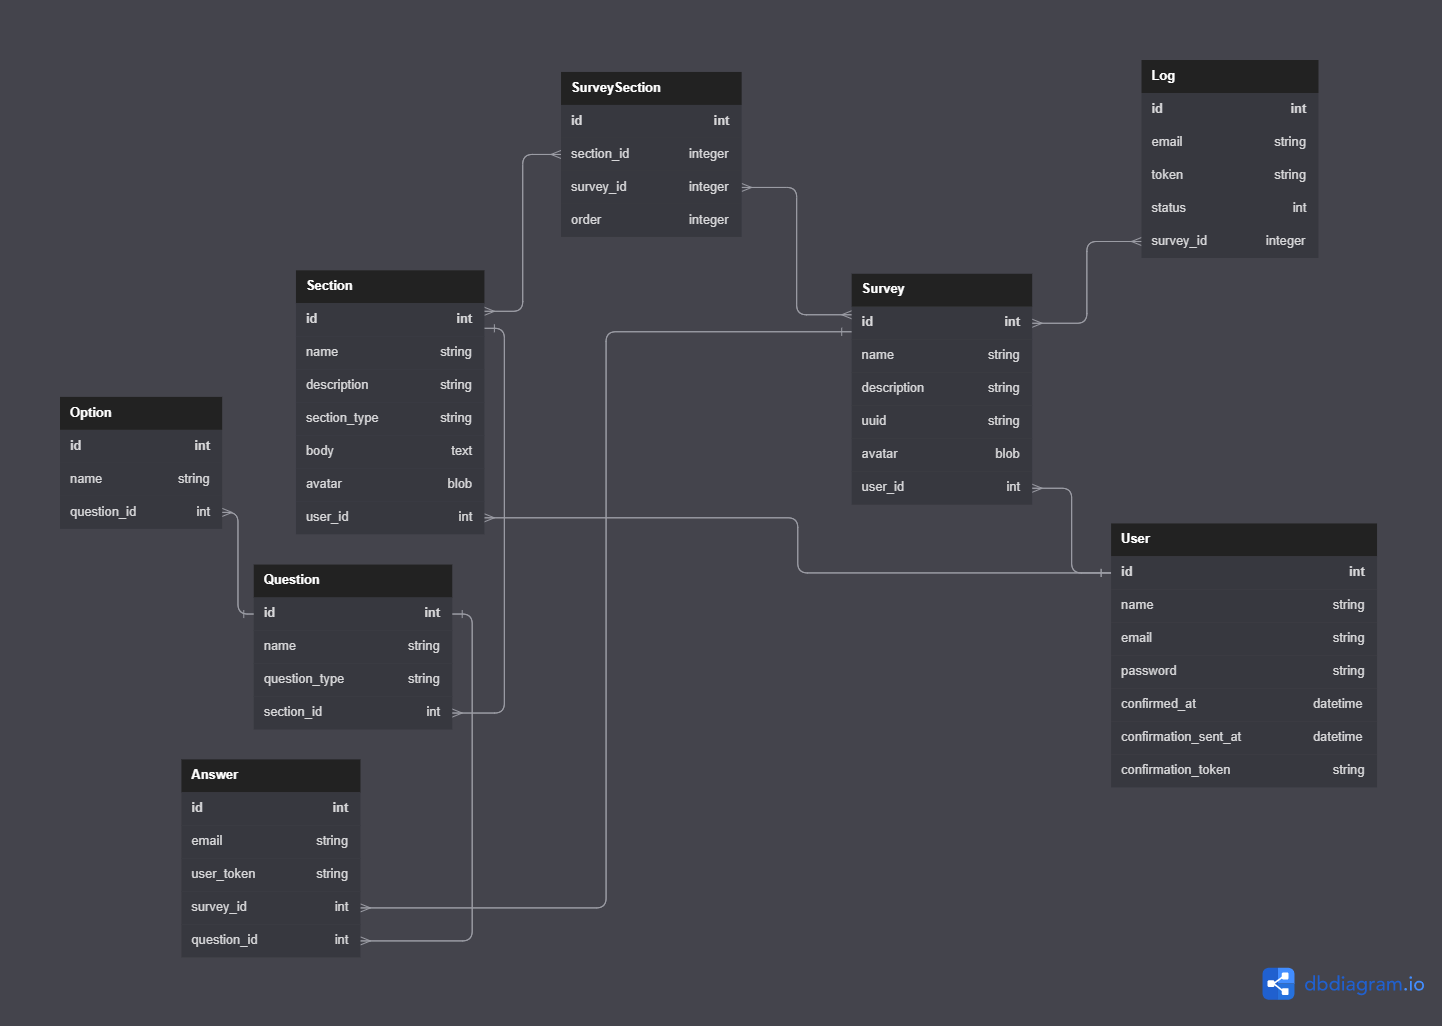 SurveySection
id int
section_id integer
survey_id integer
order integer
Log
id int
email string
token string
status int
survey_id integer
Section
id int
name string
description string
section_type string
body text
avatar blob
user_id int
Survey
id int
name string
description string
uuid string
avatar blob
user_id int
Option
id int
name string
question_id int
Question
id int
name string
question_type string
section_id int
User
id int
name string
email string
password string
confirmed_at datetime
confirmation_sent_at datetime
confirmation_token string
Answer
id int
email string
user_token string
survey_id int
question_id int
dbdiagram.io